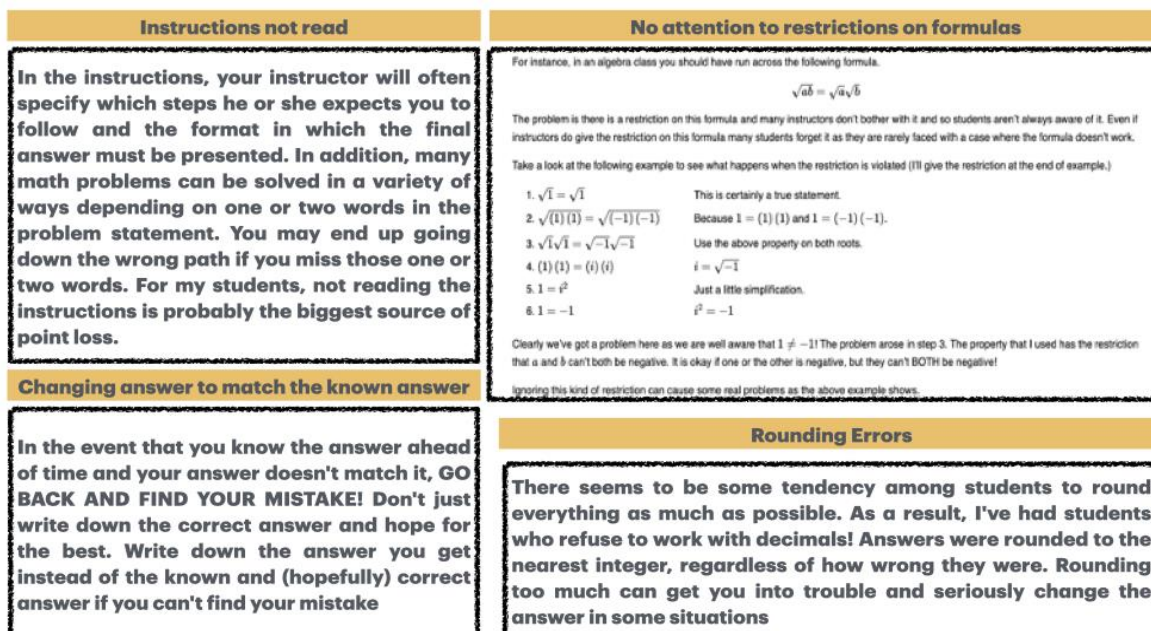 Instructions not read
In the instructions, your instructor will often
specify which steps he or she expects you to
follow and the format in which the final
answer must be presented. In addition, many
math problems can be solved in a variety of
ways depending on one or two words in the
problem statement. You may end up going
down the wrong path if you miss those one or
two words. For my students, not reading the
instructions is probably the biggest source of
point loss.
Changing answer to match the known answer
In the event that you know the answer ahead
of time and your answer doesn't match it, GO
BACK AND FIND YOUR MISTAKE! Don't just
write down the correct answer and hope for
the best. Write down the answer you get
instead of the known and (hopefully) correct
answer if you can't find your mistake
No attention to restrictions on formulas
For instance, in an algebra class you should have run across the following formula.
√(ab) = √a√b
The problem is there is a restriction on this formula and many instructors don't bother with it and so students aren't always aware of it. Even if
instructors do give the restriction on this formula many students forget it as they are rarely faced with a case where the formula doesn't work.
Take a look at the following example to see what happens when the restriction is violated (I'll give the restriction at the end of example.)
1. √1 = √1 This is certainly a true statement.
2. √((1)(1)) = √((−1)(−1)) Because 1 = (1)(1) and 1 = (−1)(−1).
3. √1√1 = √−1√−1 Use the above property on both roots.
4. (1)(1) = (i)(i) i = √−1
5. 1 = i² Just a little simplification.
6. 1 = −1 i² = −1
Clearly we've got a problem here as we are well aware that 1 ≠ −1! The problem arose in step 3. The property that I used has the restriction
that a and b can't both be negative. It is okay if one or the other is negative, but they can't BOTH be negative!
Ignoring this kind of restriction can cause some real problems as the above example shows.
Rounding Errors
There seems to be some tendency among students to round
everything as much as possible. As a result, I've had students
who refuse to work with decimals! Answers were rounded to the
nearest integer, regardless of how wrong they were. Rounding
too much can get you into trouble and seriously change the
answer in some situations